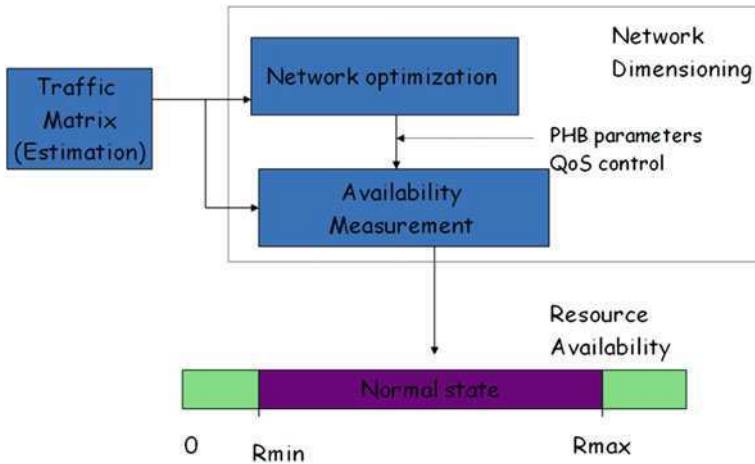 Network
Dimensioning
Traffic
Matrix
(Estimation)
Network optimization
PHB parameters
QoS control
Availability
Measurement
Resource
Availability
Normal state
0
Rmin
Rmax